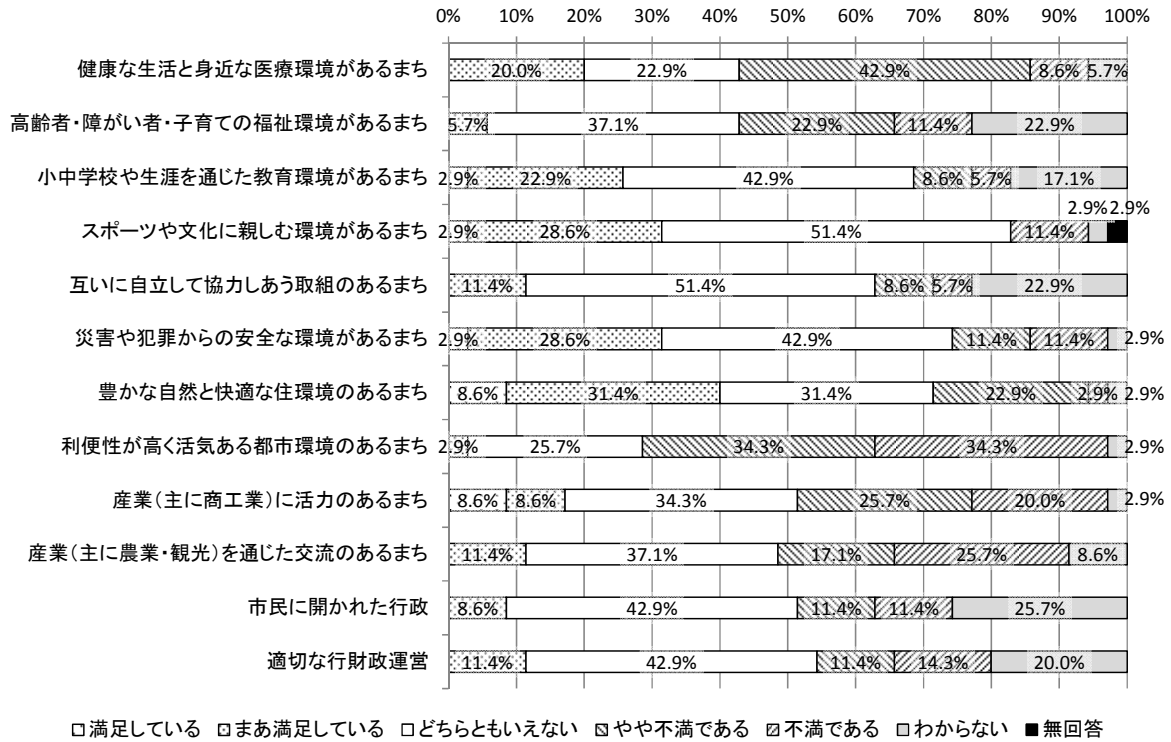 0% 10% 20% 30% 40% 50% 60% 70% 80% 90% 100%
健康な生活と身近な医療環境があるまち 20.0% 22.9% 42.9% 8.6% 5.7%
高齢者・障がい者・子育ての福祉環境があるまち 5.7% 37.1% 22.9% 11.4% 22.9%
小中学校や生涯を通じた教育環境があるまち 2.9% 22.9% 42.9% 8.6% 5.7% 17.1%
スポーツや文化に親しむ環境があるまち 2.9% 28.6% 51.4% 11.4% 2.9% 2.9%
互いに自立して協力しあう取組のあるまち 11.4% 51.4% 8.6% 5.7% 22.9%
災害や犯罪からの安全な環境があるまち 2.9% 28.6% 42.9% 11.4% 11.4% 2.9%
豊かな自然と快適な住環境のあるまち 8.6% 31.4% 31.4% 22.9% 2.9% 2.9%
利便性が高く活気ある都市環境のあるまち 2.9% 25.7% 34.3% 34.3% 2.9%
産業(主に商工業)に活力のあるまち 8.6% 8.6% 34.3% 25.7% 20.0% 2.9%
産業(主に農業・観光)を通じた交流のあるまち 11.4% 37.1% 17.1% 25.7% 8.6%
市民に開かれた行政 8.6% 42.9% 11.4% 11.4% 25.7%
適切な行財政運営 11.4% 42.9% 11.4% 14.3% 20.0%
満足している まあ満足している どちらともいえない やや不満である 不満である わからない 無回答